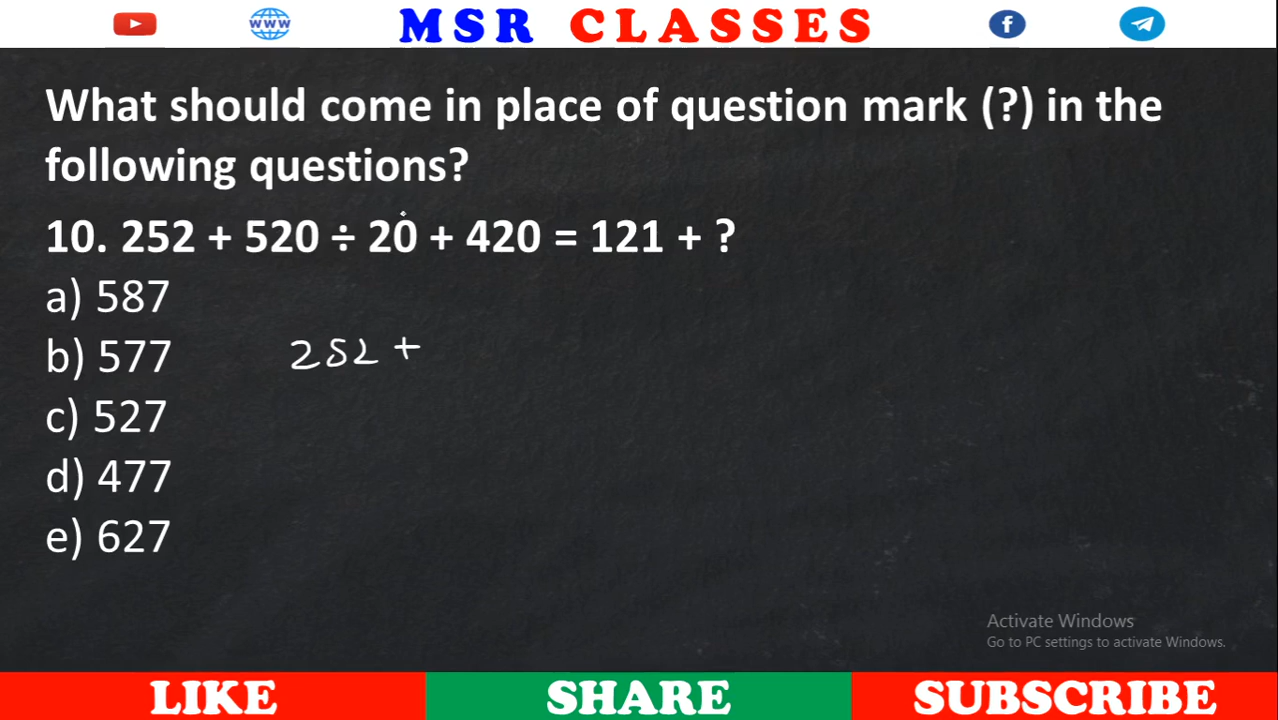 www MSR CLASSES
What should come in place of question mark (?) in the
following questions?
10. 252 + 520 ÷ 20 + 420 = 121 + ?
a) 587
b) 577
252 +
c) 527
d) 477
e) 627
Activate Windows
Go to PC settings to activate Windows.
LIKE SHARE SUBSCRIBE